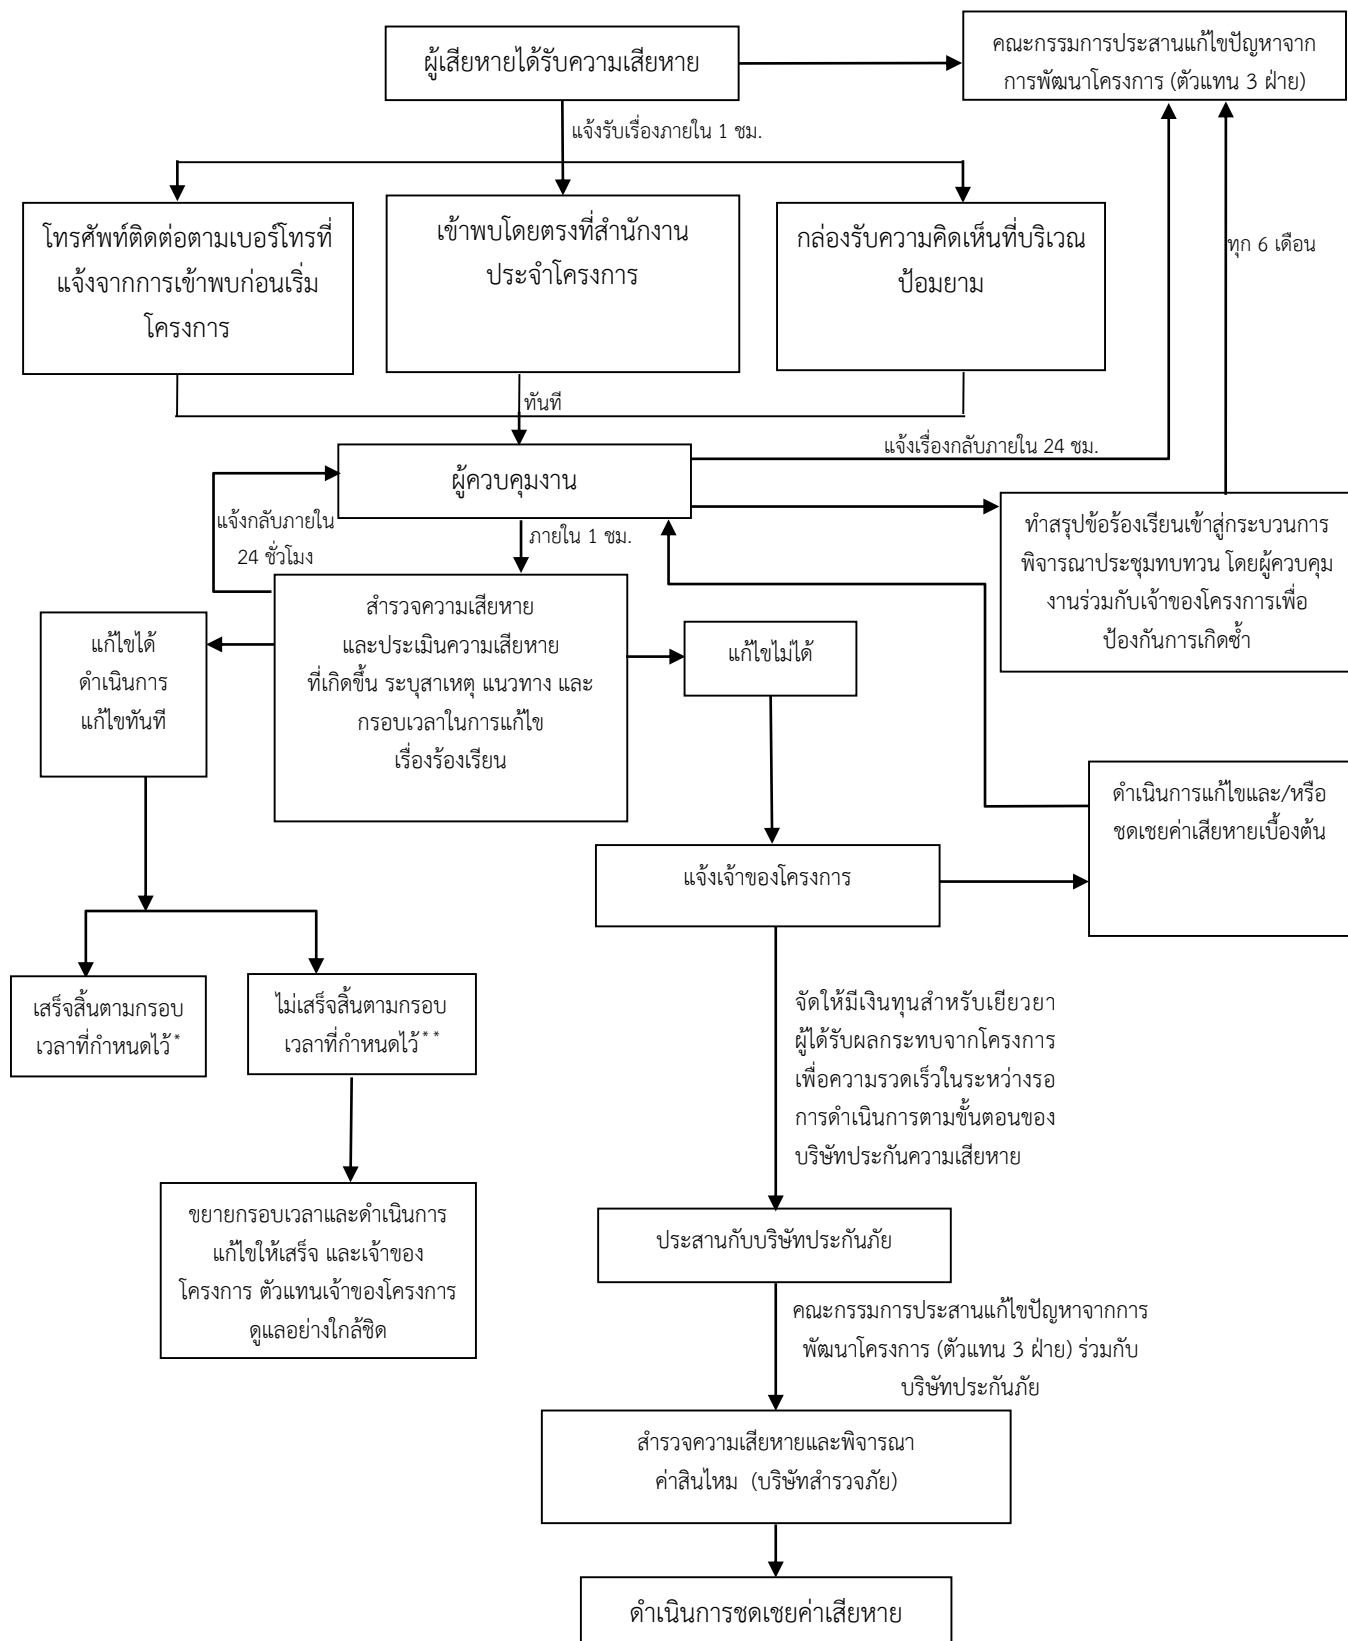 ผู้เสียหายได้รับความเสียหาย
คณะกรรมการประสานแก้ไขปัญหาจาก
การพัฒนาโครงการ (ตัวแทน 3 ฝ่าย)
แจ้งรับเรื่องภายใน 1 ชม.
โทรศัพท์ติดต่อตามเบอร์โทรที่
แจ้งจากการเข้าพบก่อนเริ่ม
โครงการ
เข้าพบโดยตรงที่สำนักงาน
ประจำโครงการ
กล่องรับความคิดเห็นที่บริเวณ
ป้อมยาม
ทุก 6 เดือน
ทันที
ผู้ควบคุมงาน
แจ้งเรื่องกลับภายใน 24 ชม.
แจ้งกลับภายใน
24 ชั่วโมง
ภายใน 1 ชม.
ทำสรุปข้อร้องเรียนเข้าสู่กระบวนการ
พิจารณาประชุมทบทวน โดยผู้ควบคุม
งานร่วมกับเจ้าของโครงการเพื่อ
ป้องกันการเกิดซ้ำ
แก้ไขได้
ดำเนินการ
แก้ไขทันที
สำรวจความเสียหาย
และประเมินความเสียหาย
ที่เกิดขึ้น ระบุสาเหตุ แนวทาง และ
กรอบเวลาในการแก้ไข
เรื่องร้องเรียน
แก้ไขไม่ได้
ดำเนินการแก้ไขและ/หรือ
ชดเชยค่าเสียหายเบื้องต้น
แจ้งเจ้าของโครงการ
เสร็จสิ้นตามกรอบ
เวลาที่กำหนดไว้*
ไม่เสร็จสิ้นตามกรอบ
เวลาที่กำหนดไว้**
จัดให้มีเงินทุนสำหรับเยียวยา
ผู้ได้รับผลกระทบจากโครงการ
เพื่อความรวดเร็วในระหว่างรอ
การดำเนินการตามขั้นตอนของ
บริษัทประกันความเสียหาย
ขยายกรอบเวลาและดำเนินการ
แก้ไขให้เสร็จ และเจ้าของ
โครงการ ตัวแทนเจ้าของโครงการ
ดูแลอย่างใกล้ชิด
ประสานกับบริษัทประกันภัย
คณะกรรมการประสานแก้ไขปัญหาจากการ
พัฒนาโครงการ (ตัวแทน 3 ฝ่าย) ร่วมกับ
บริษัทประกันภัย
สำรวจความเสียหายและพิจารณา
ค่าสินไหม (บริษัทสำรวจภัย)
ดำเนินการชดเชยค่าเสียหาย